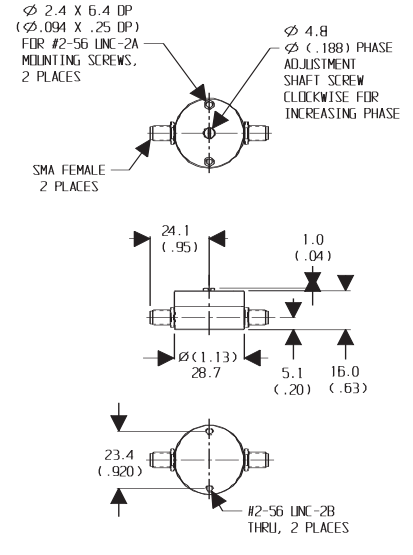 Ø 2.4 X 6.4 DP
(Ø.094 X .25 DP)
FOR #2-56 UNC-2A
MOUNTING SCREWS,
2 PLACES
Ø 4.8
Ø (.188) PHASE
ADJUSTMENT
SHAFT SCREW
CLOCKWISE FOR
INCREASING PHASE
SMA FEMALE
2 PLACES
24.1
(.95)
1.0
(.04)
Ø(1.13)
28.7
5.1
(.20)
16.0
(.63)
23.4
(.920)
#2-56 UNC-2B
THRU, 2 PLACES